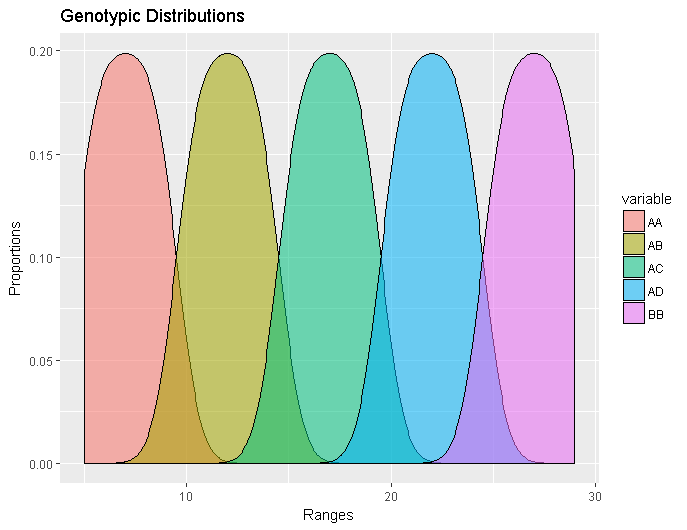 Genotypic Distributions
0.20
0.15
0.10
0.05
0.00
Proportions
10
20
30
Ranges
variable
AA
AB
AC
AD
BB